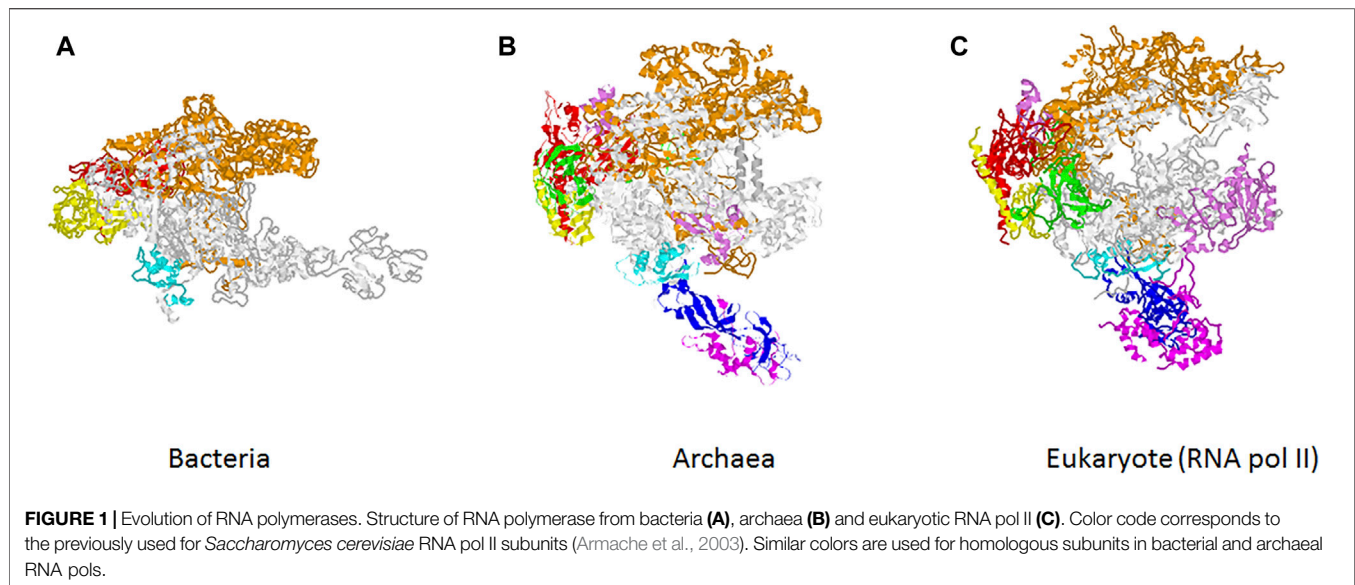 A
B
C
Bacteria
Archaea
Eukaryote (RNA pol II)
FIGURE 1 | Evolution of RNA polymerases. Structure of RNA polymerase from bacteria (A), archaea (B) and eukaryotic RNA pol II (C). Color code corresponds to
the previously used for Saccharomyces cerevisiae RNA pol II subunits (Armache et al., 2003). Similar colors are used for homologous subunits in bacterial and archaeal
RNA pols.